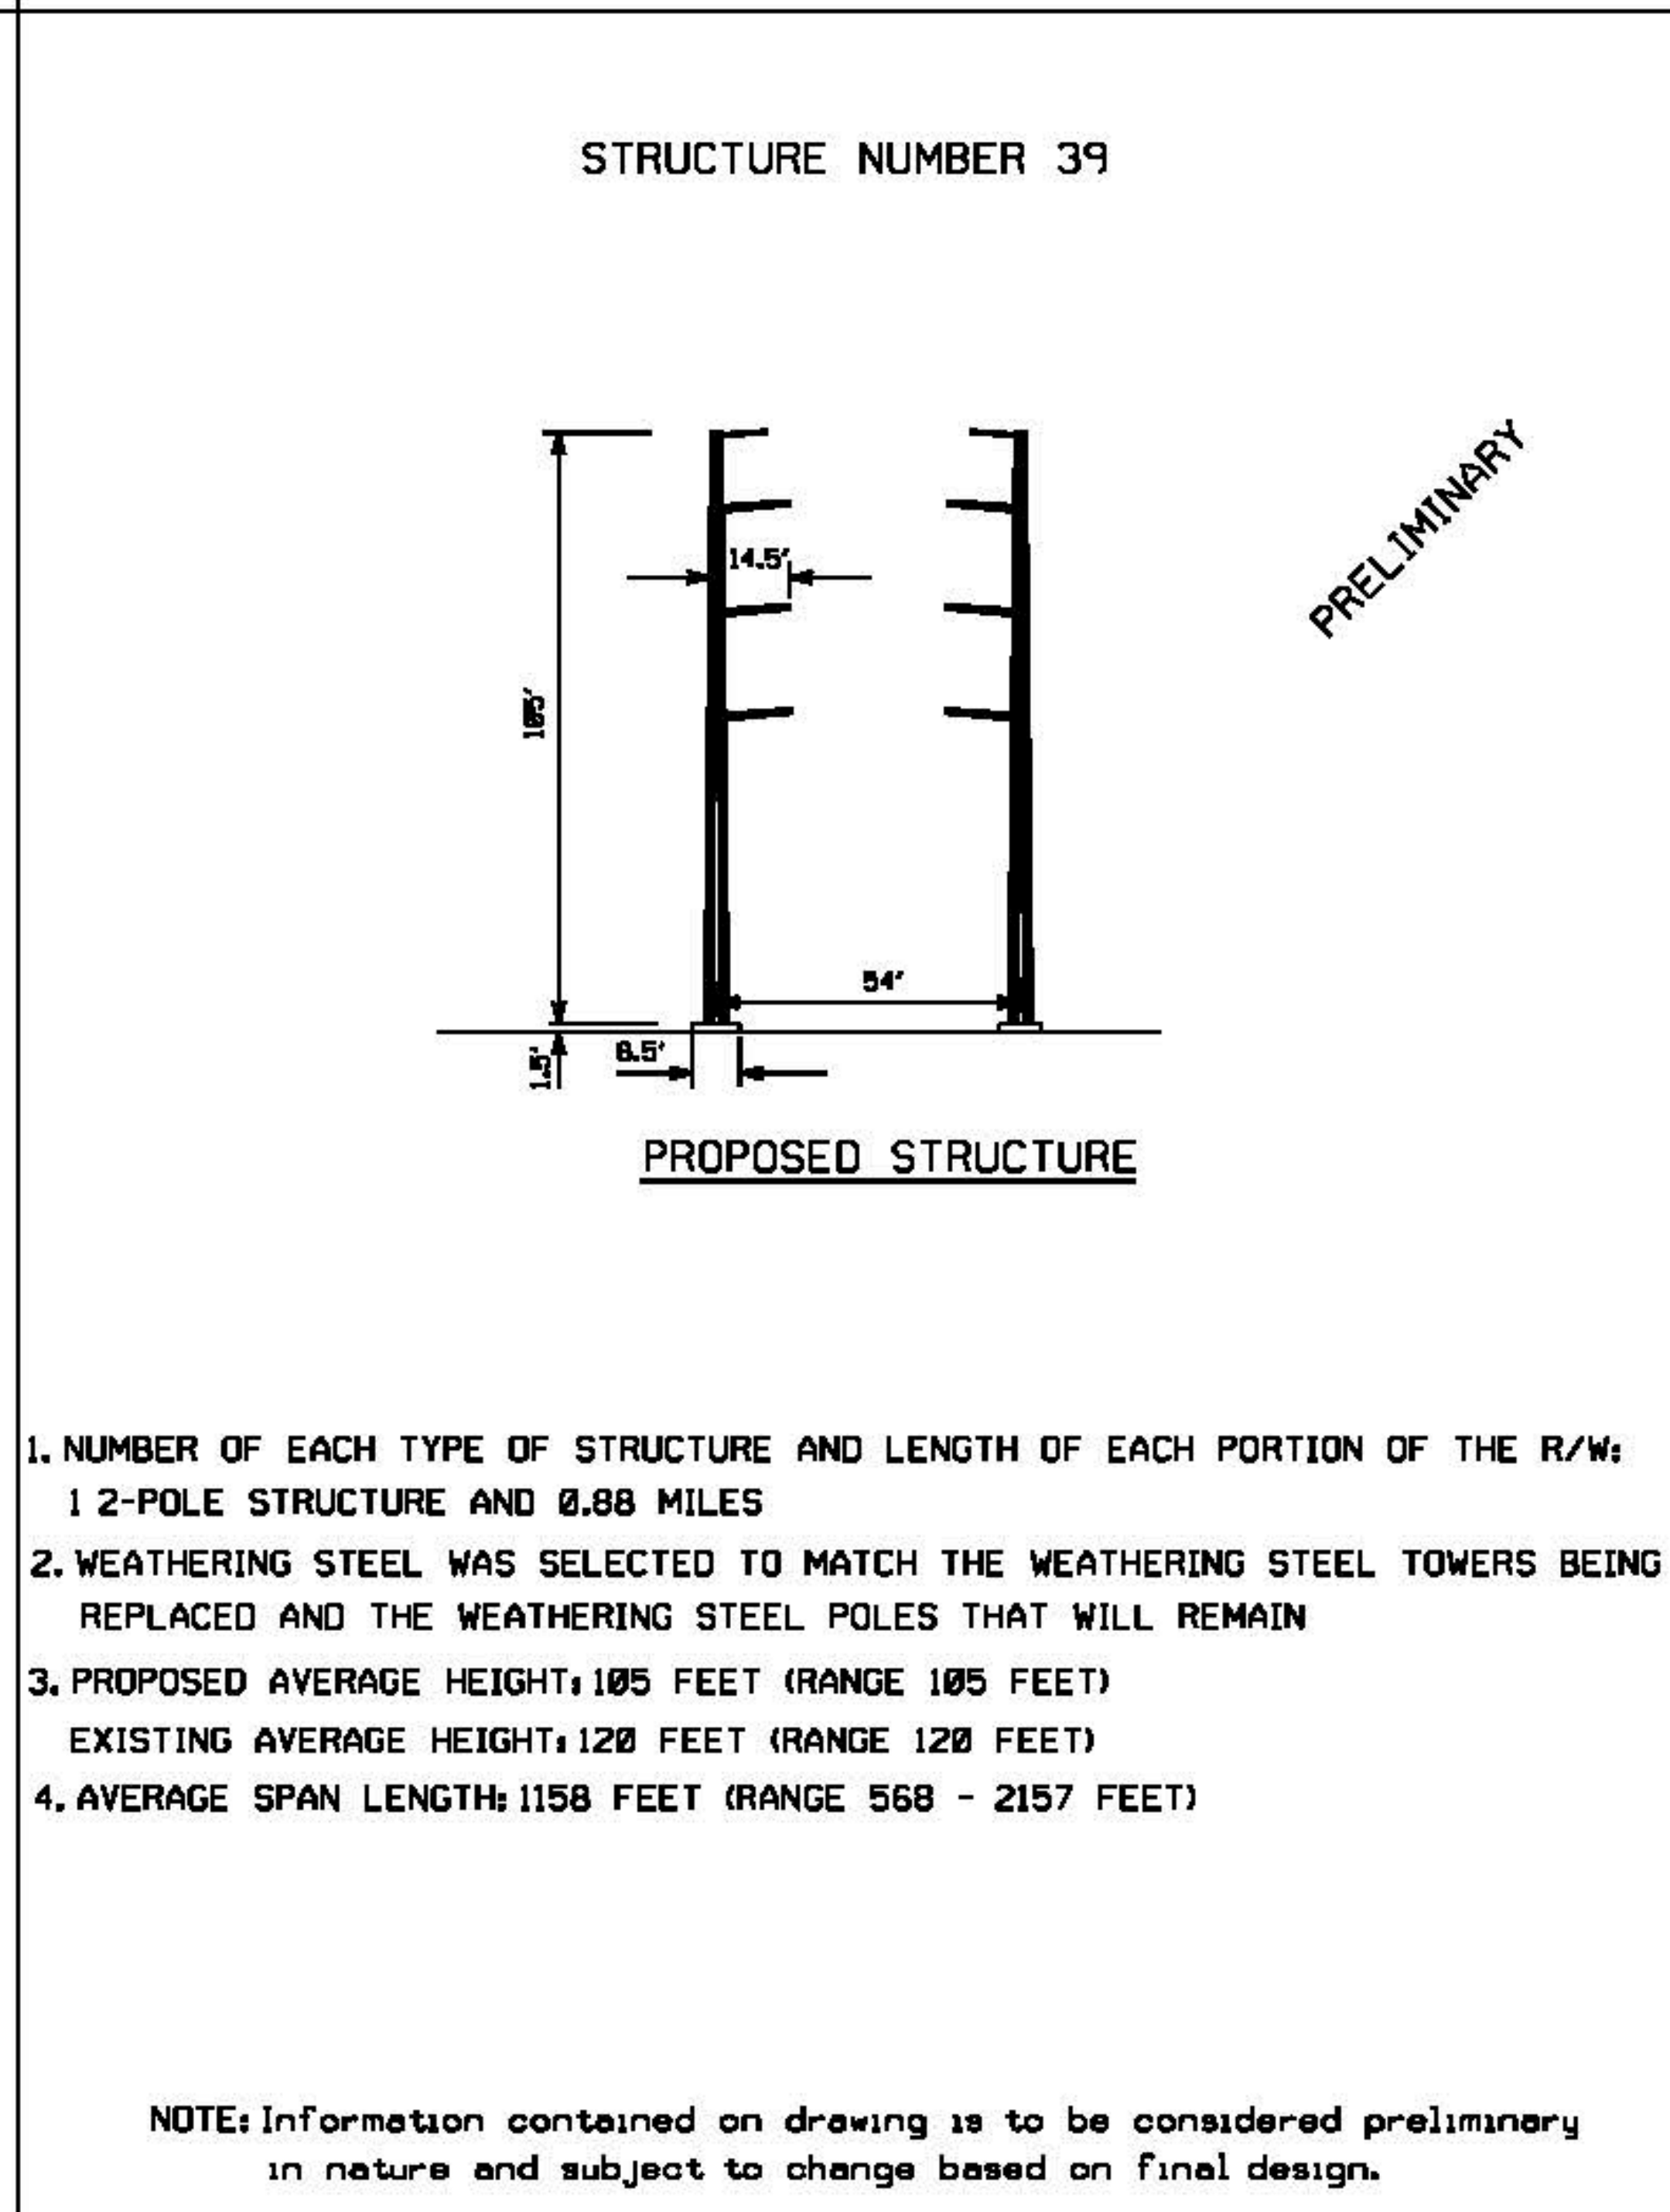 STRUCTURE NUMBER 39
PRELIMINARY
14.5'
105'
54'
1.5'
8.5'
PROPOSED STRUCTURE
1. NUMBER OF EACH TYPE OF STRUCTURE AND LENGTH OF EACH PORTION OF THE R/W:
1 2-POLE STRUCTURE AND 0.88 MILES
2. WEATHERING STEEL WAS SELECTED TO MATCH THE WEATHERING STEEL TOWERS BEING
REPLACED AND THE WEATHERING STEEL POLES THAT WILL REMAIN
3. PROPOSED AVERAGE HEIGHT: 105 FEET (RANGE 105 FEET)
EXISTING AVERAGE HEIGHT: 120 FEET (RANGE 120 FEET)
4. AVERAGE SPAN LENGTH: 1158 FEET (RANGE 568 - 2157 FEET)
NOTE: Information contained on drawing is to be considered preliminary
in nature and subject to change based on final design.